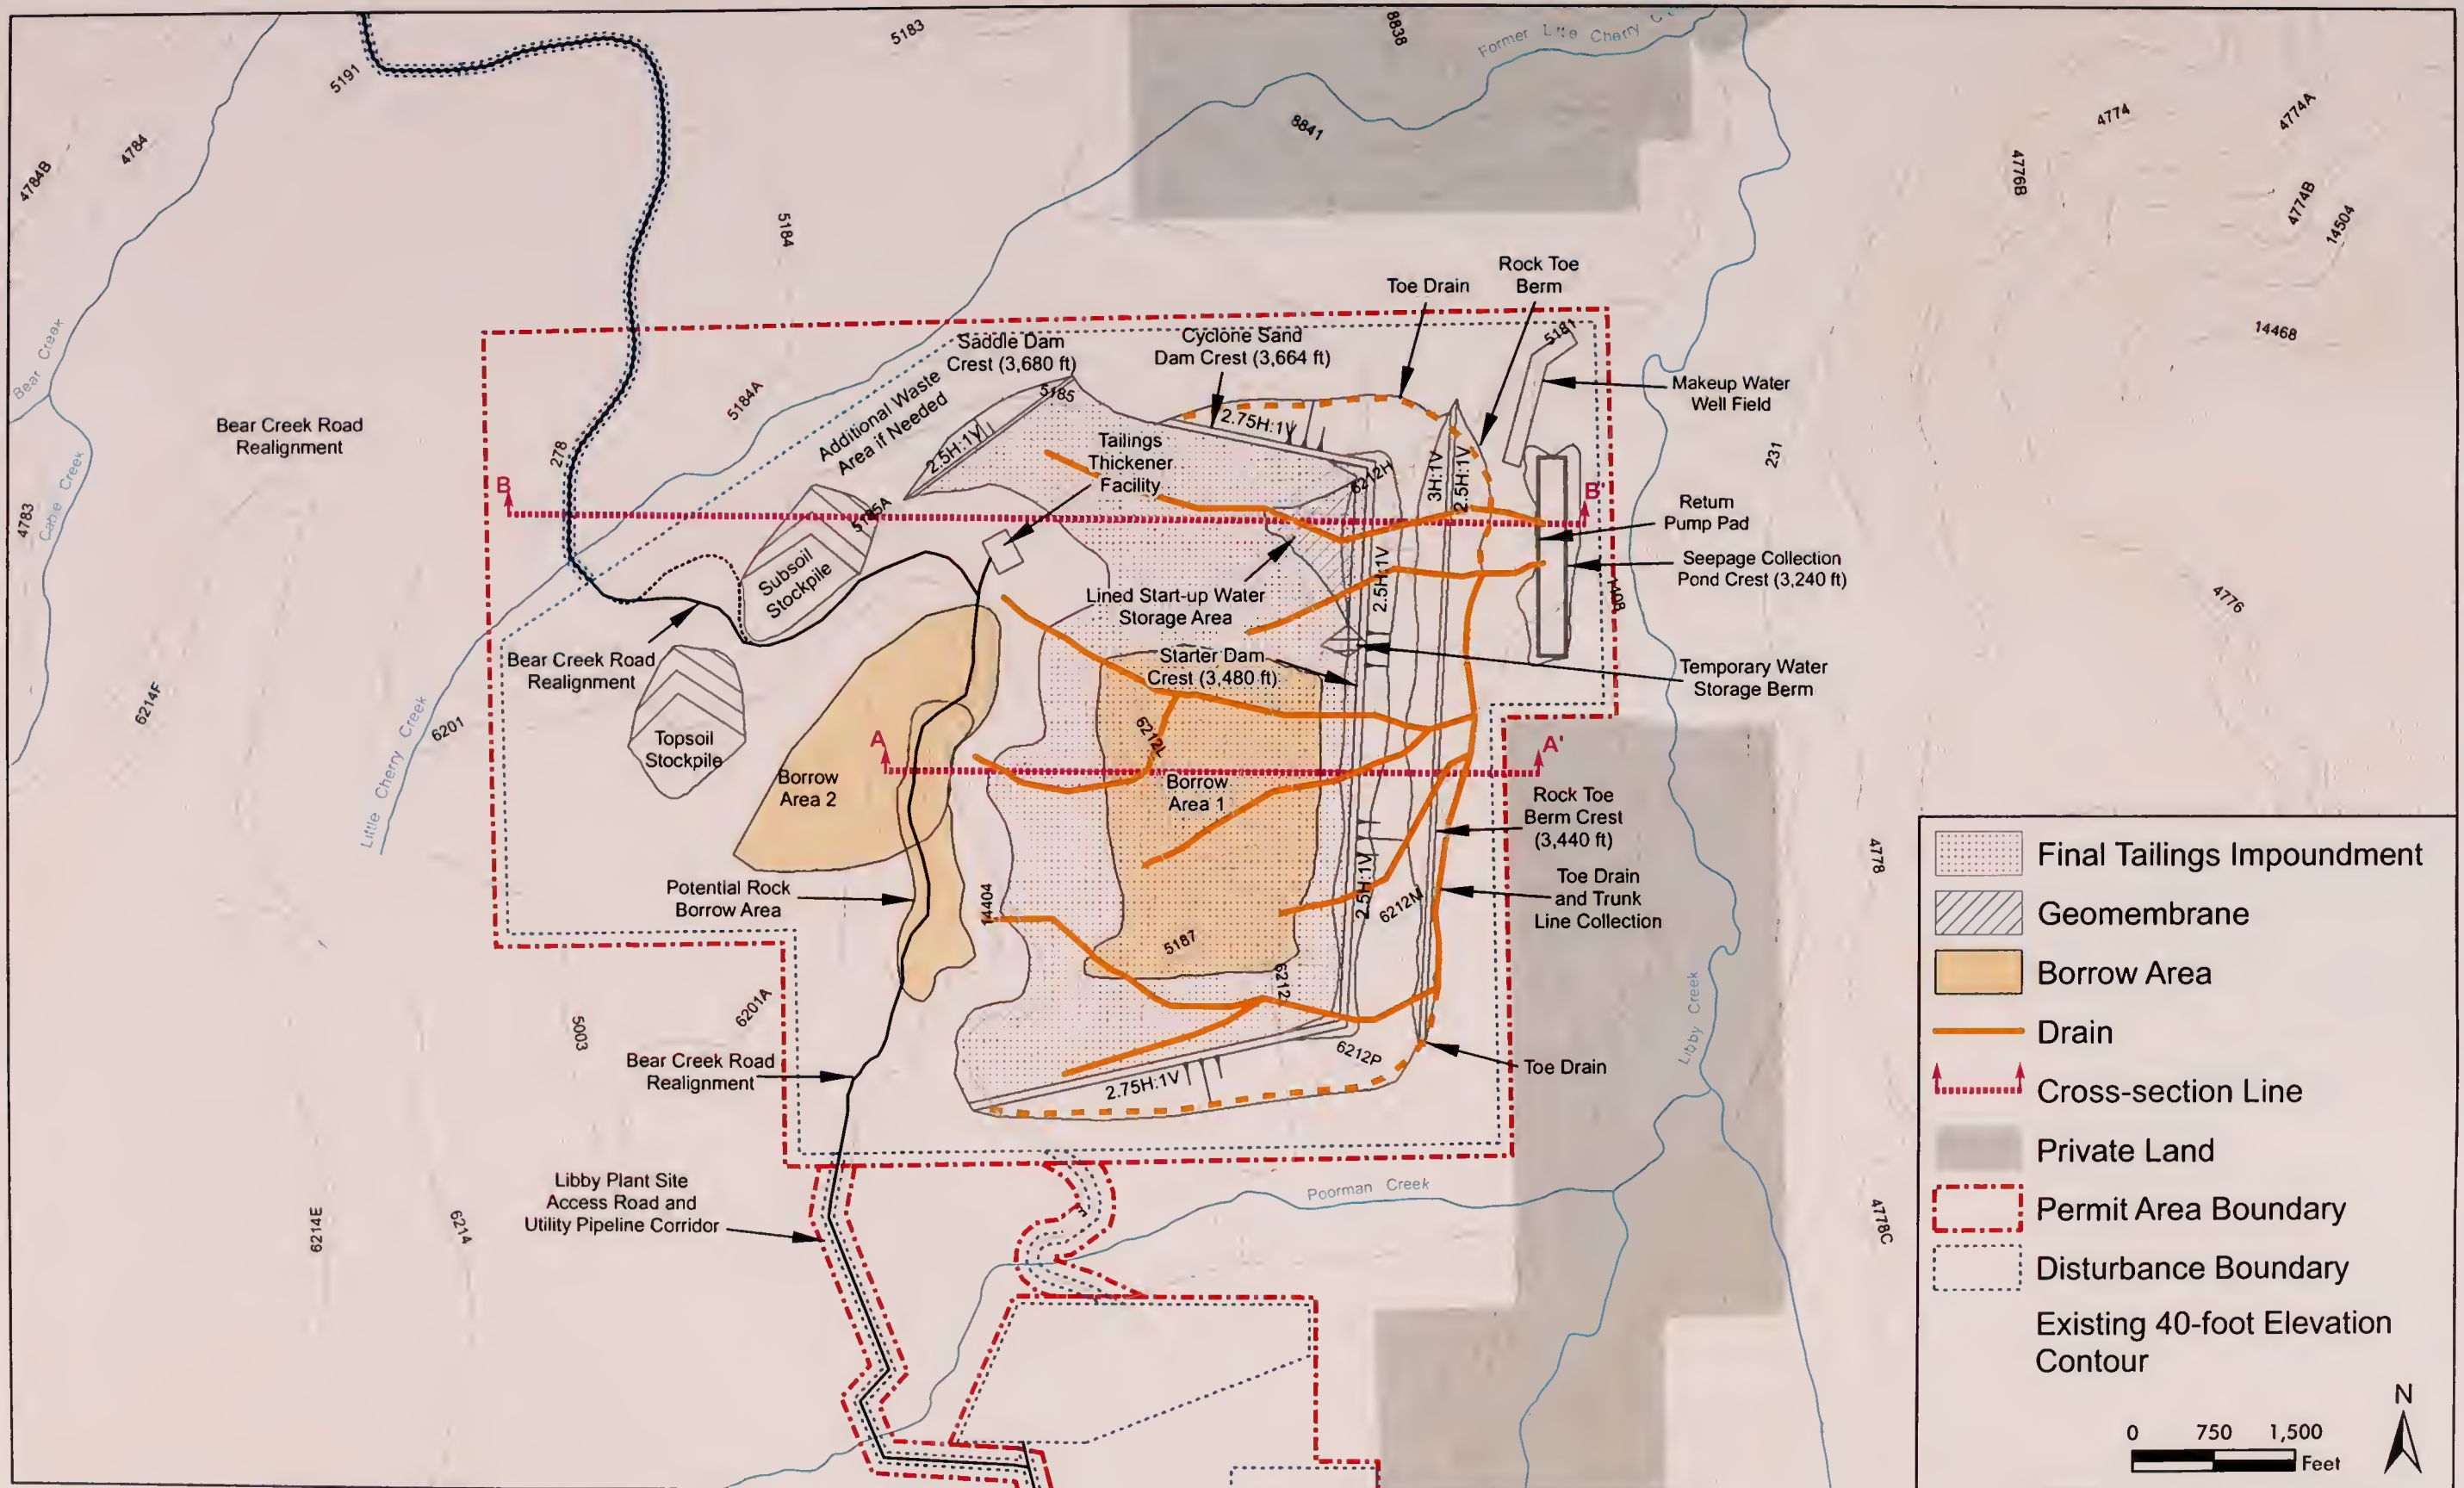 5183
8838
Former Little Cherry Creek
5191
8841
4774
4774A
4784
4784B
4776B
4774B
14504
5184
Rock Toe
Berm
Toe Drain
5181
14468
Bear Creek
Saddle Dam
Crest (3,680 ft)
Cyclone Sand
Dam Crest (3,664 ft)
Makeup Water
Well Field
5184A
Additional Waste
Area if Needed
5185
2.75H:1V
Bear Creek Road
Realignment
278
2.5H:1V
Tailings
Thickener
Facility
6212H
3H:1V
2.5H:1V
231
B
B'
Return
Pump Pad
4783
Cable Creek
5185A
Subsoil
Stockpile
Seepage Collection
Pond Crest (3,240 ft)
2.5H:1V
Lined Start-up Water
Storage Area
1408
4776
Bear Creek Road
Realignment
Starter Dam
Crest (3,480 ft)
Temporary Water
Storage Berm
6214F
Little Cherry Creek
6201
Topsoil
Stockpile
6212L
A
A'
Borrow
Area 2
Borrow
Area 1
Rock Toe
Berm Crest
(3,440 ft)
4778
Potential Rock
Borrow Area
14404
2.5H:1V
6212M
Toe Drain
and Trunk
Line Collection
5187
6212
6201A
5003
Libby Creek
Bear Creek Road
Realignment
6212P
2.75H:1V
Toe Drain
Libby Plant Site
Access Road and
Utility Pipeline Corridor
Poorman Creek
6214E
6214
4778C
Final Tailings Impoundment
Geomembrane
Borrow Area
Drain
Cross-section Line
Private Land
Permit Area Boundary
Disturbance Boundary
Existing 40-foot Elevation
Contour
N
0 750 1,500
Feet